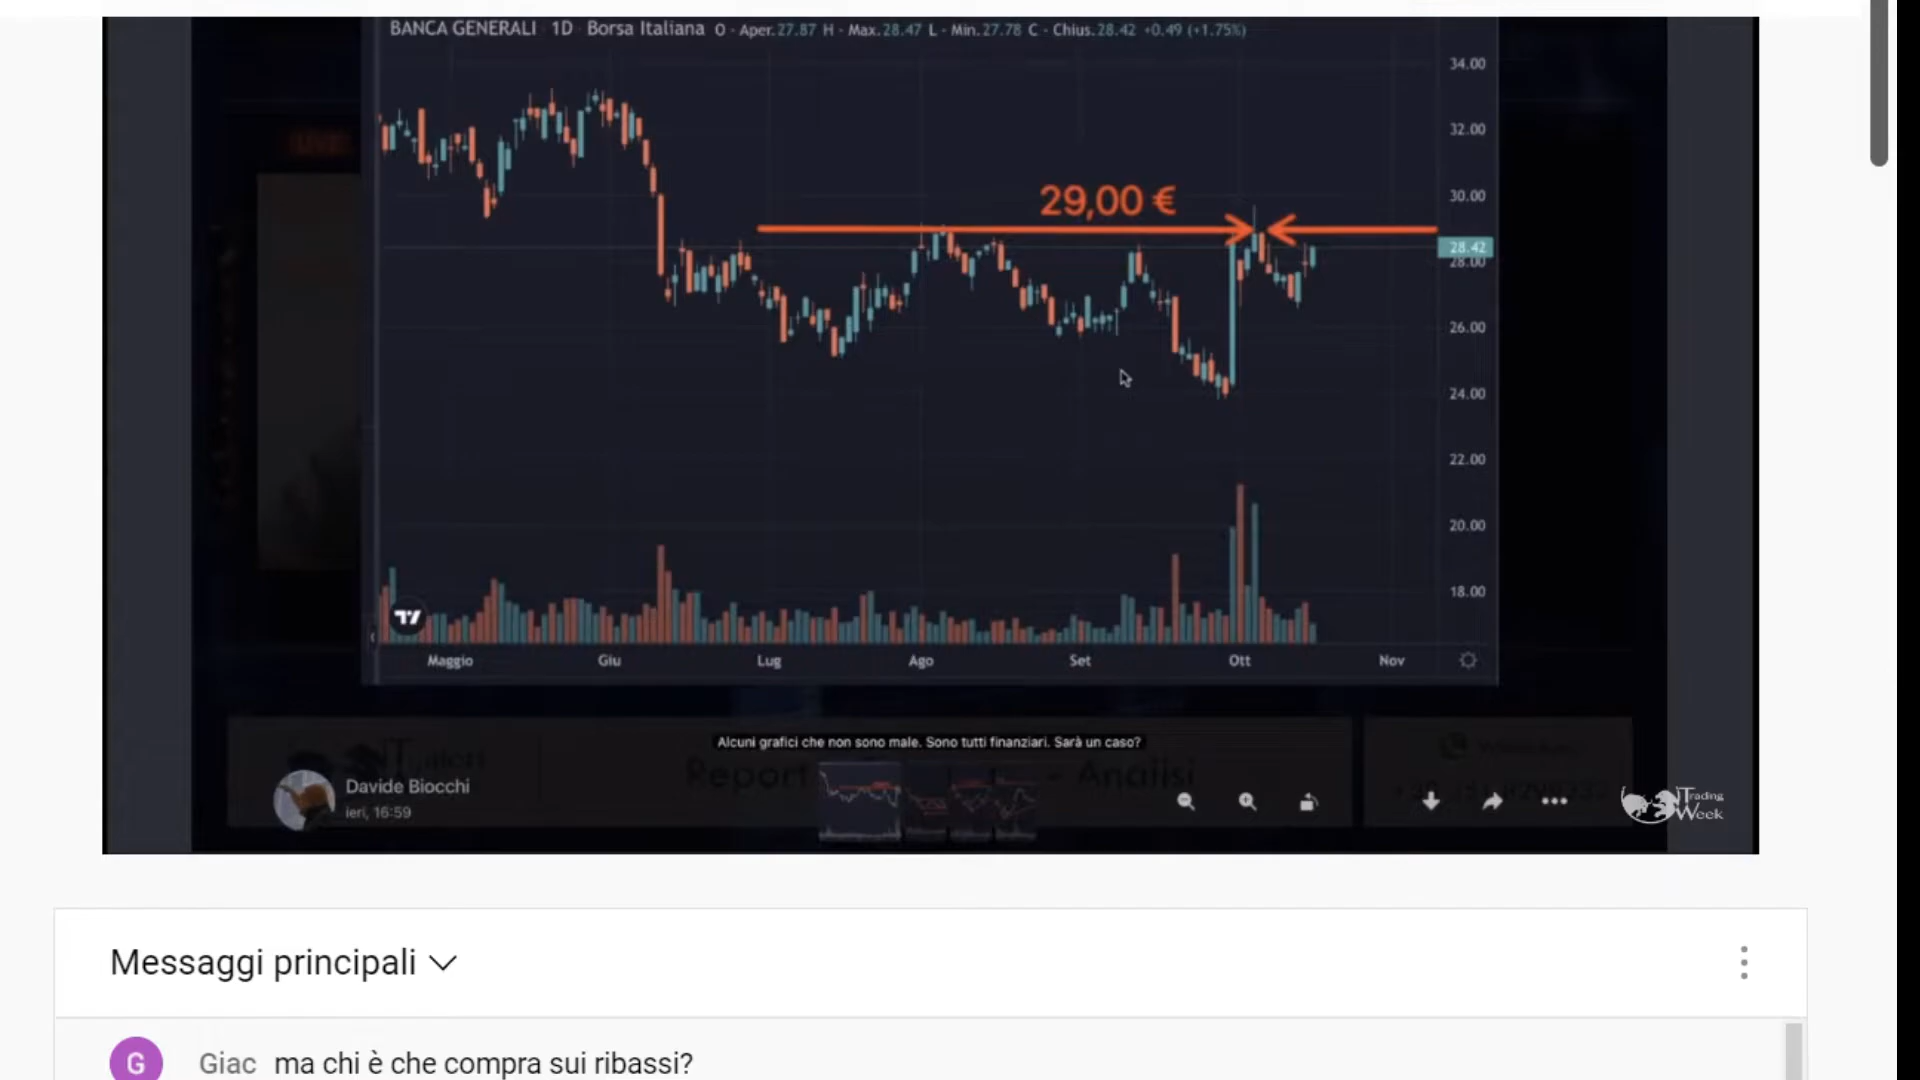 BANCA GENERALI 1D Borsa Italiana O - Aper.27.87 H - Max.28.47 L - Min.27.78 C - Chius.28.42 +0.49 (+1.75%)
34.00
32.00
29,00 €
30.00
28.42
28.00
26.00
24.00
22.00
20.00
18.00
Maggio Giu Lug Ago Set Ott Nov
Alcuni grafici che non sono male. Sono tutti finanziari. Sarà un caso?
Report - Analisi
Davide Biocchi
ieri, 16:59
Trading
Week
Messaggi principali
G Giac ma chi è che compra sui ribassi?